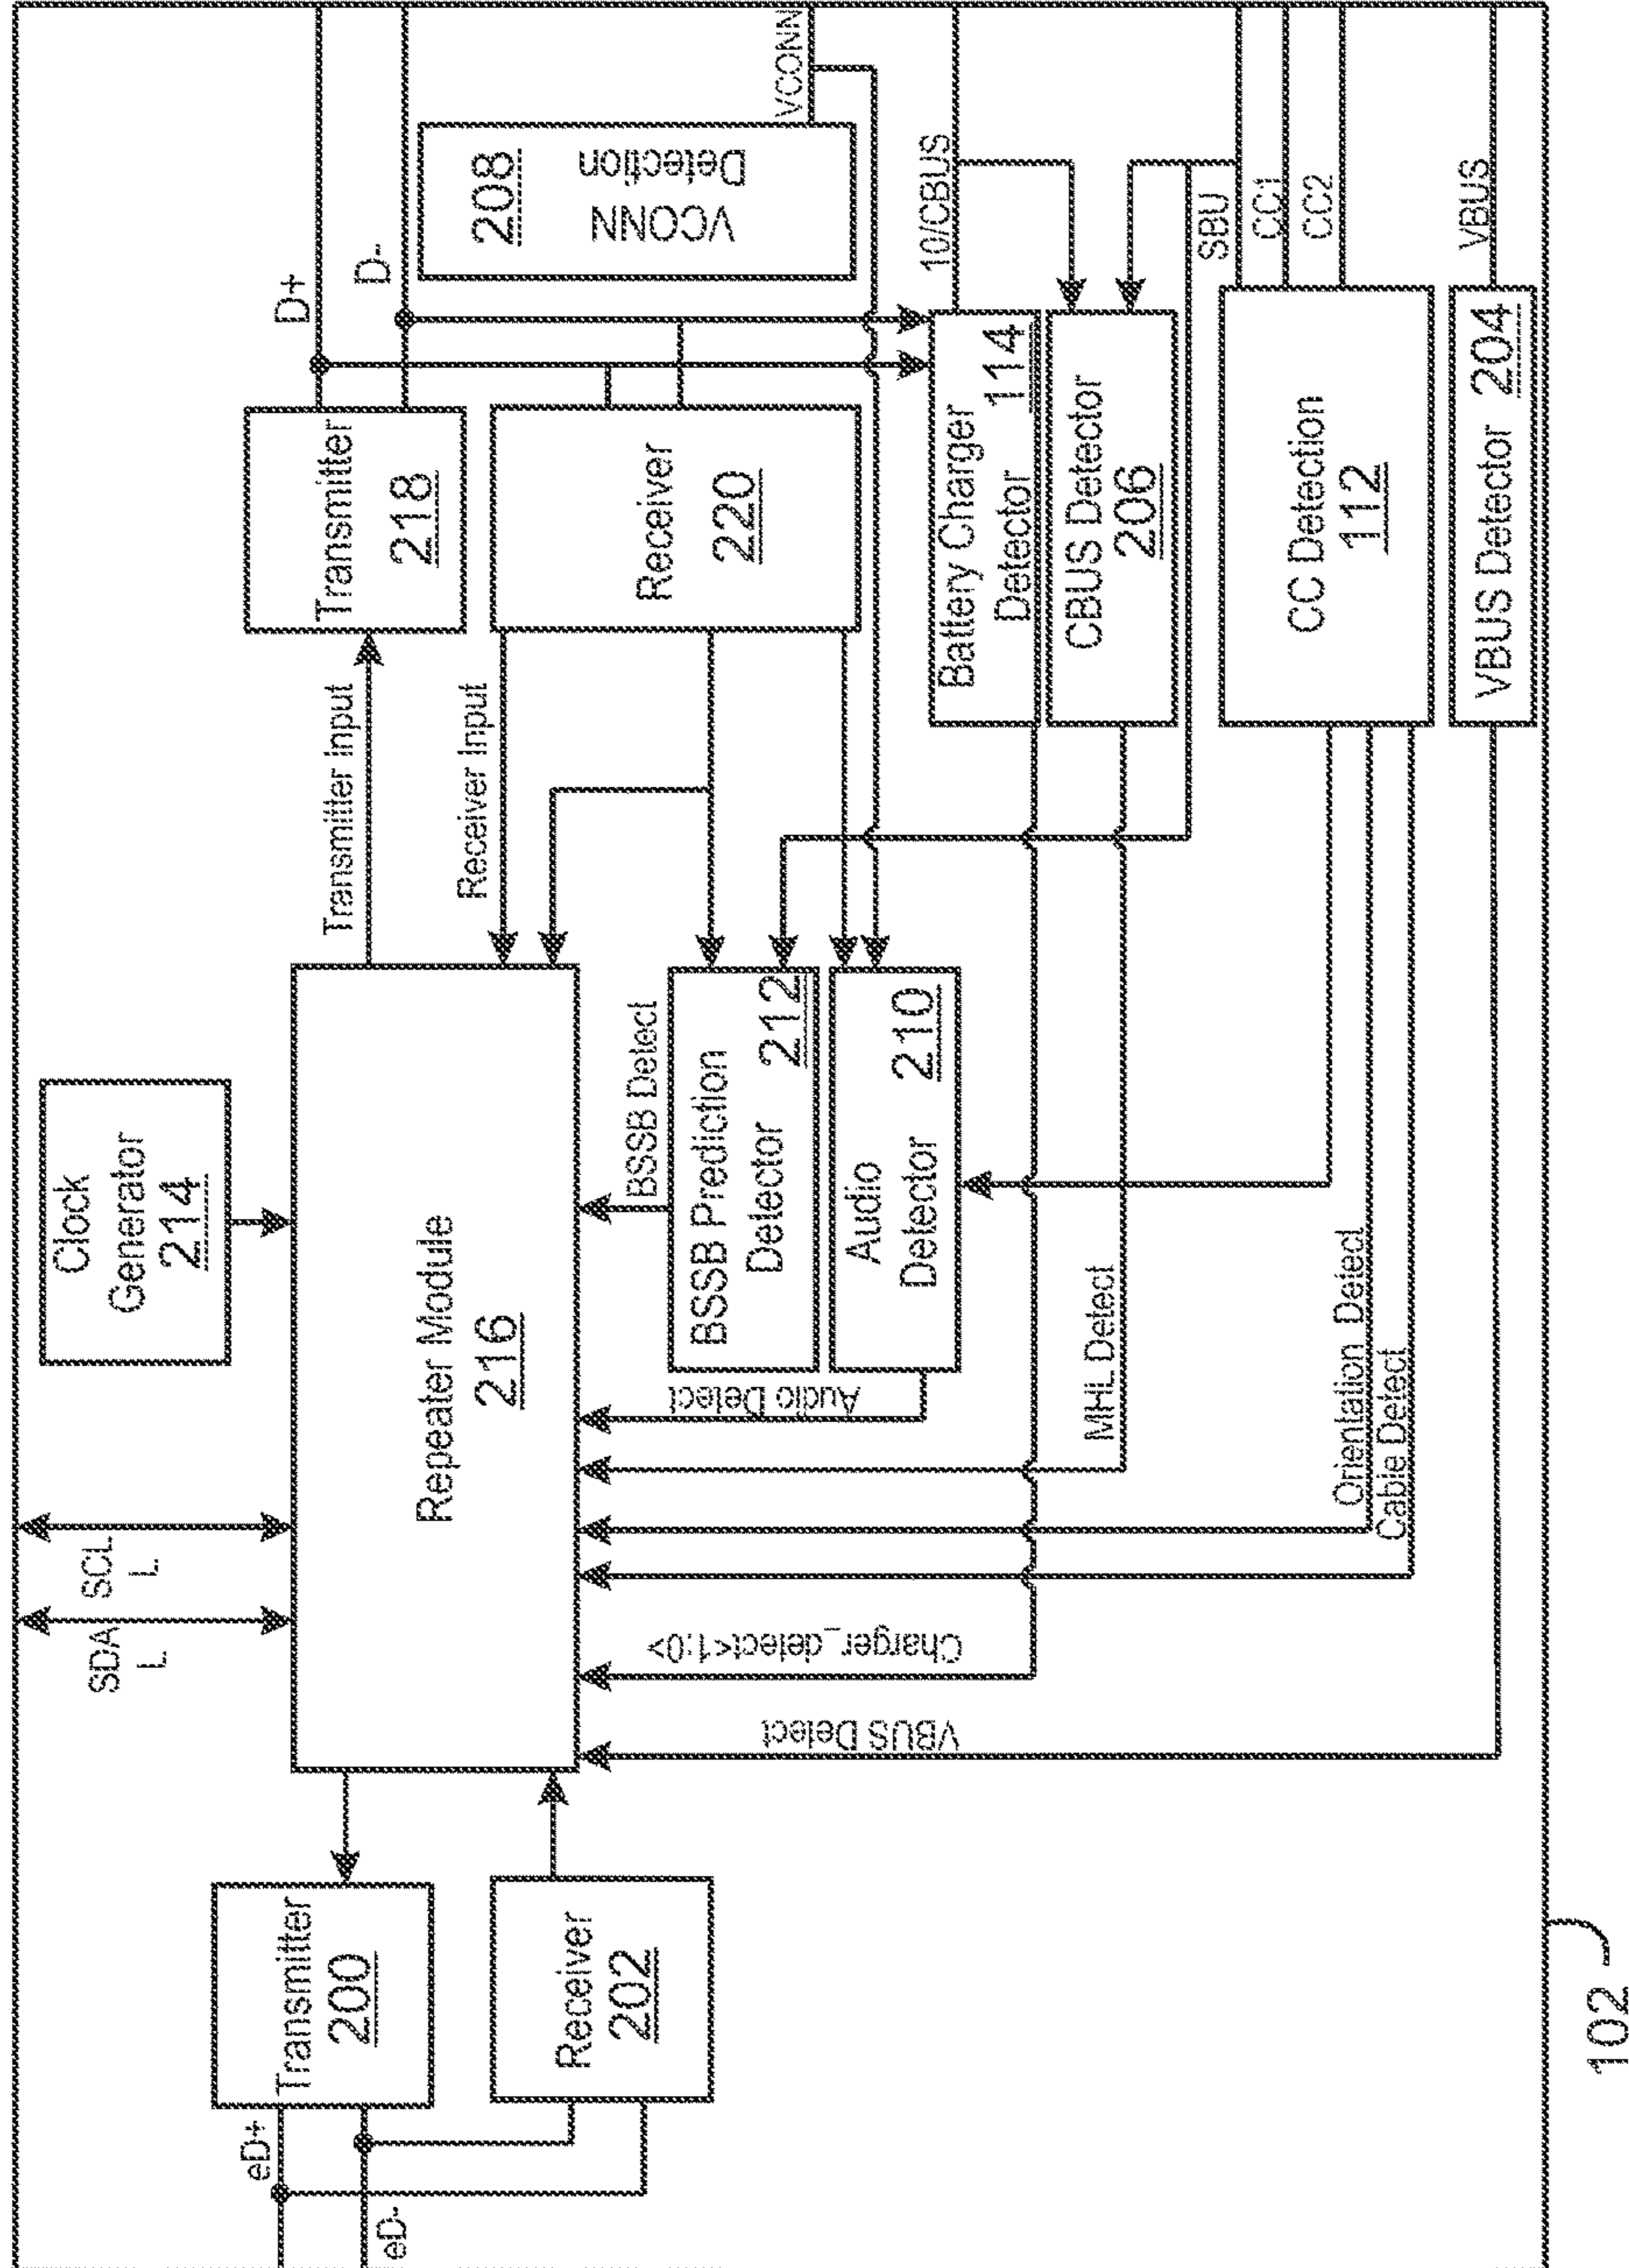 eD+
eD-
Transmitter
200
Receiver
202
SDA
L
SCL
L
Clock
Generator
214
Repeater Module
216
VBUS Detect
Charger_detect<1:0>
Cable Detect
Orientation Detect
MHL Detect
Audio Detect
BSSB Detect
BSSB Prediction
Detector 212
Audio
Detector 210
Transmitter Input
Receiver Input
Transmitter
218
Receiver
220
D+
D-
VCONN
Detection
208
VCONN
Battery Charger
Detector 114
CBUS Detector
206
10/CBUS
SBU
CC1
CC2
CC Detection
112
VBUS
VBUS Detector 204
102